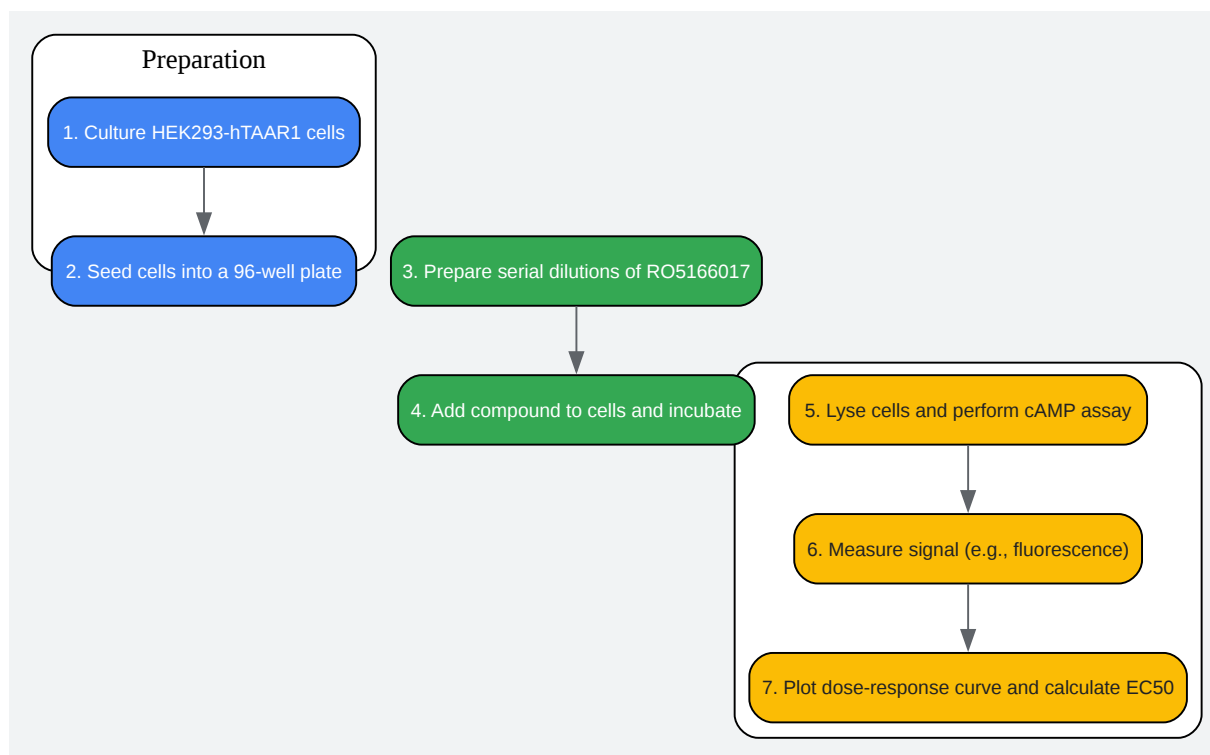 Preparation
1. Culture HEK293-hTAAR1 cells
2. Seed cells into a 96-well plate
3. Prepare serial dilutions of RO5166017
4. Add compound to cells and incubate
5. Lyse cells and perform cAMP assay
6. Measure signal (e.g., fluorescence)
7. Plot dose-response curve and calculate EC50